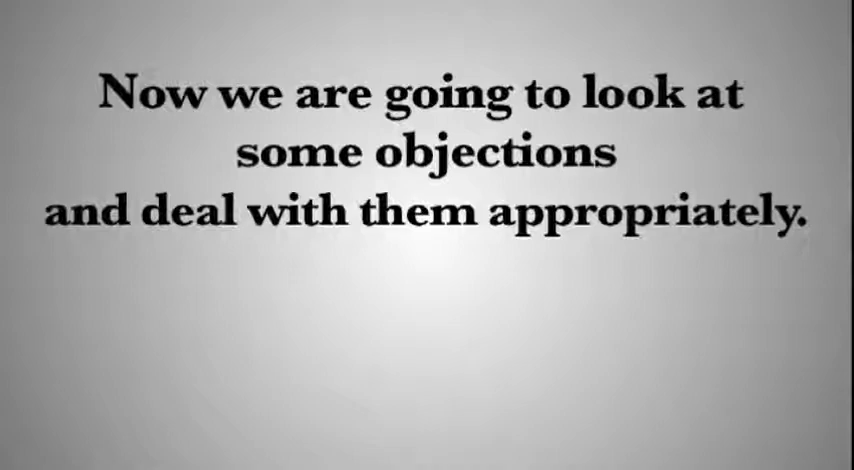 Now we are going to look at
some objections
and deal with them appropriately.